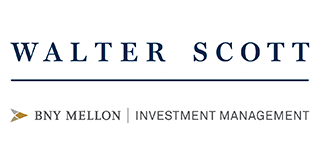 WALTER SCOTT
BNY MELLON | INVESTMENT MANAGEMENT